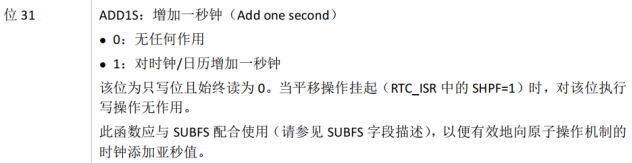 位 31 ADD1S：增加一秒钟（Add one second）
● 0：无任何作用
● 1：对时钟/日历增加一秒钟
该位为只写位且始终读为 0。当平移操作挂起（RTC_ISR 中的 SHPF=1）时，对该位执行
写操作无作用。
此函数应与 SUBFS 配合使用（请参见 SUBFS 字段描述），以便有效地向原子操作机制的
时钟添加亚秒值。